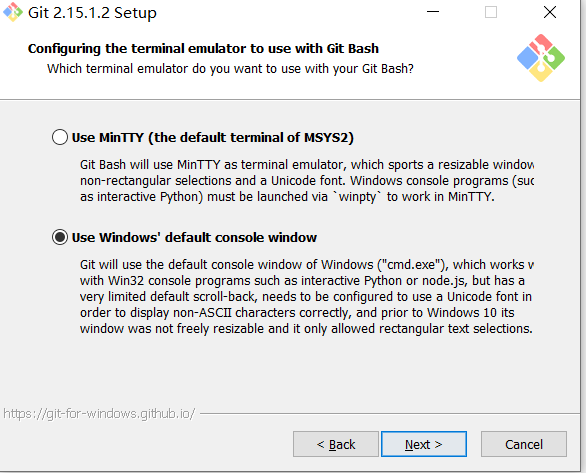 Git 2.15.1.2 Setup
Configuring the terminal emulator to use with Git Bash
Which terminal emulator do you want to use with your Git Bash?
Use MinTTY (the default terminal of MSYS2)
Git Bash will use MinTTY as terminal emulator, which sports a resizable window
non-rectangular selections and a Unicode font. Windows console programs (suc
as interactive Python) must be launched via `winpty` to work in MinTTY.
Use Windows' default console window
Git will use the default console window of Windows ("cmd.exe"), which works w
with Win32 console programs such as interactive Python or node.js, but has a
very limited default scroll-back, needs to be configured to use a Unicode font in
order to display non-ASCII characters correctly, and prior to Windows 10 its
window was not freely resizable and it only allowed rectangular text selections.
https://git-for-windows.github.io/
< Back
Next >
Cancel